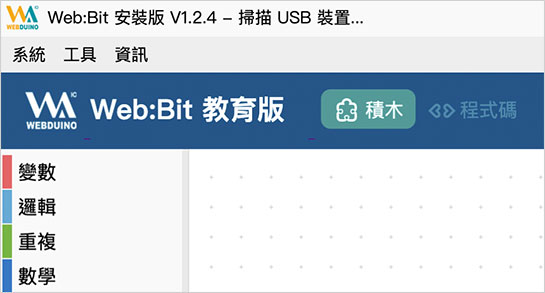 WEBDUINO Web:Bit 安裝版 V1.2.4 – 掃描 USB 裝置...
系統 工具 資訊
WEBDUINO IC Web:Bit 教育版 積木 程式碼
變數
邏輯
重複
數學